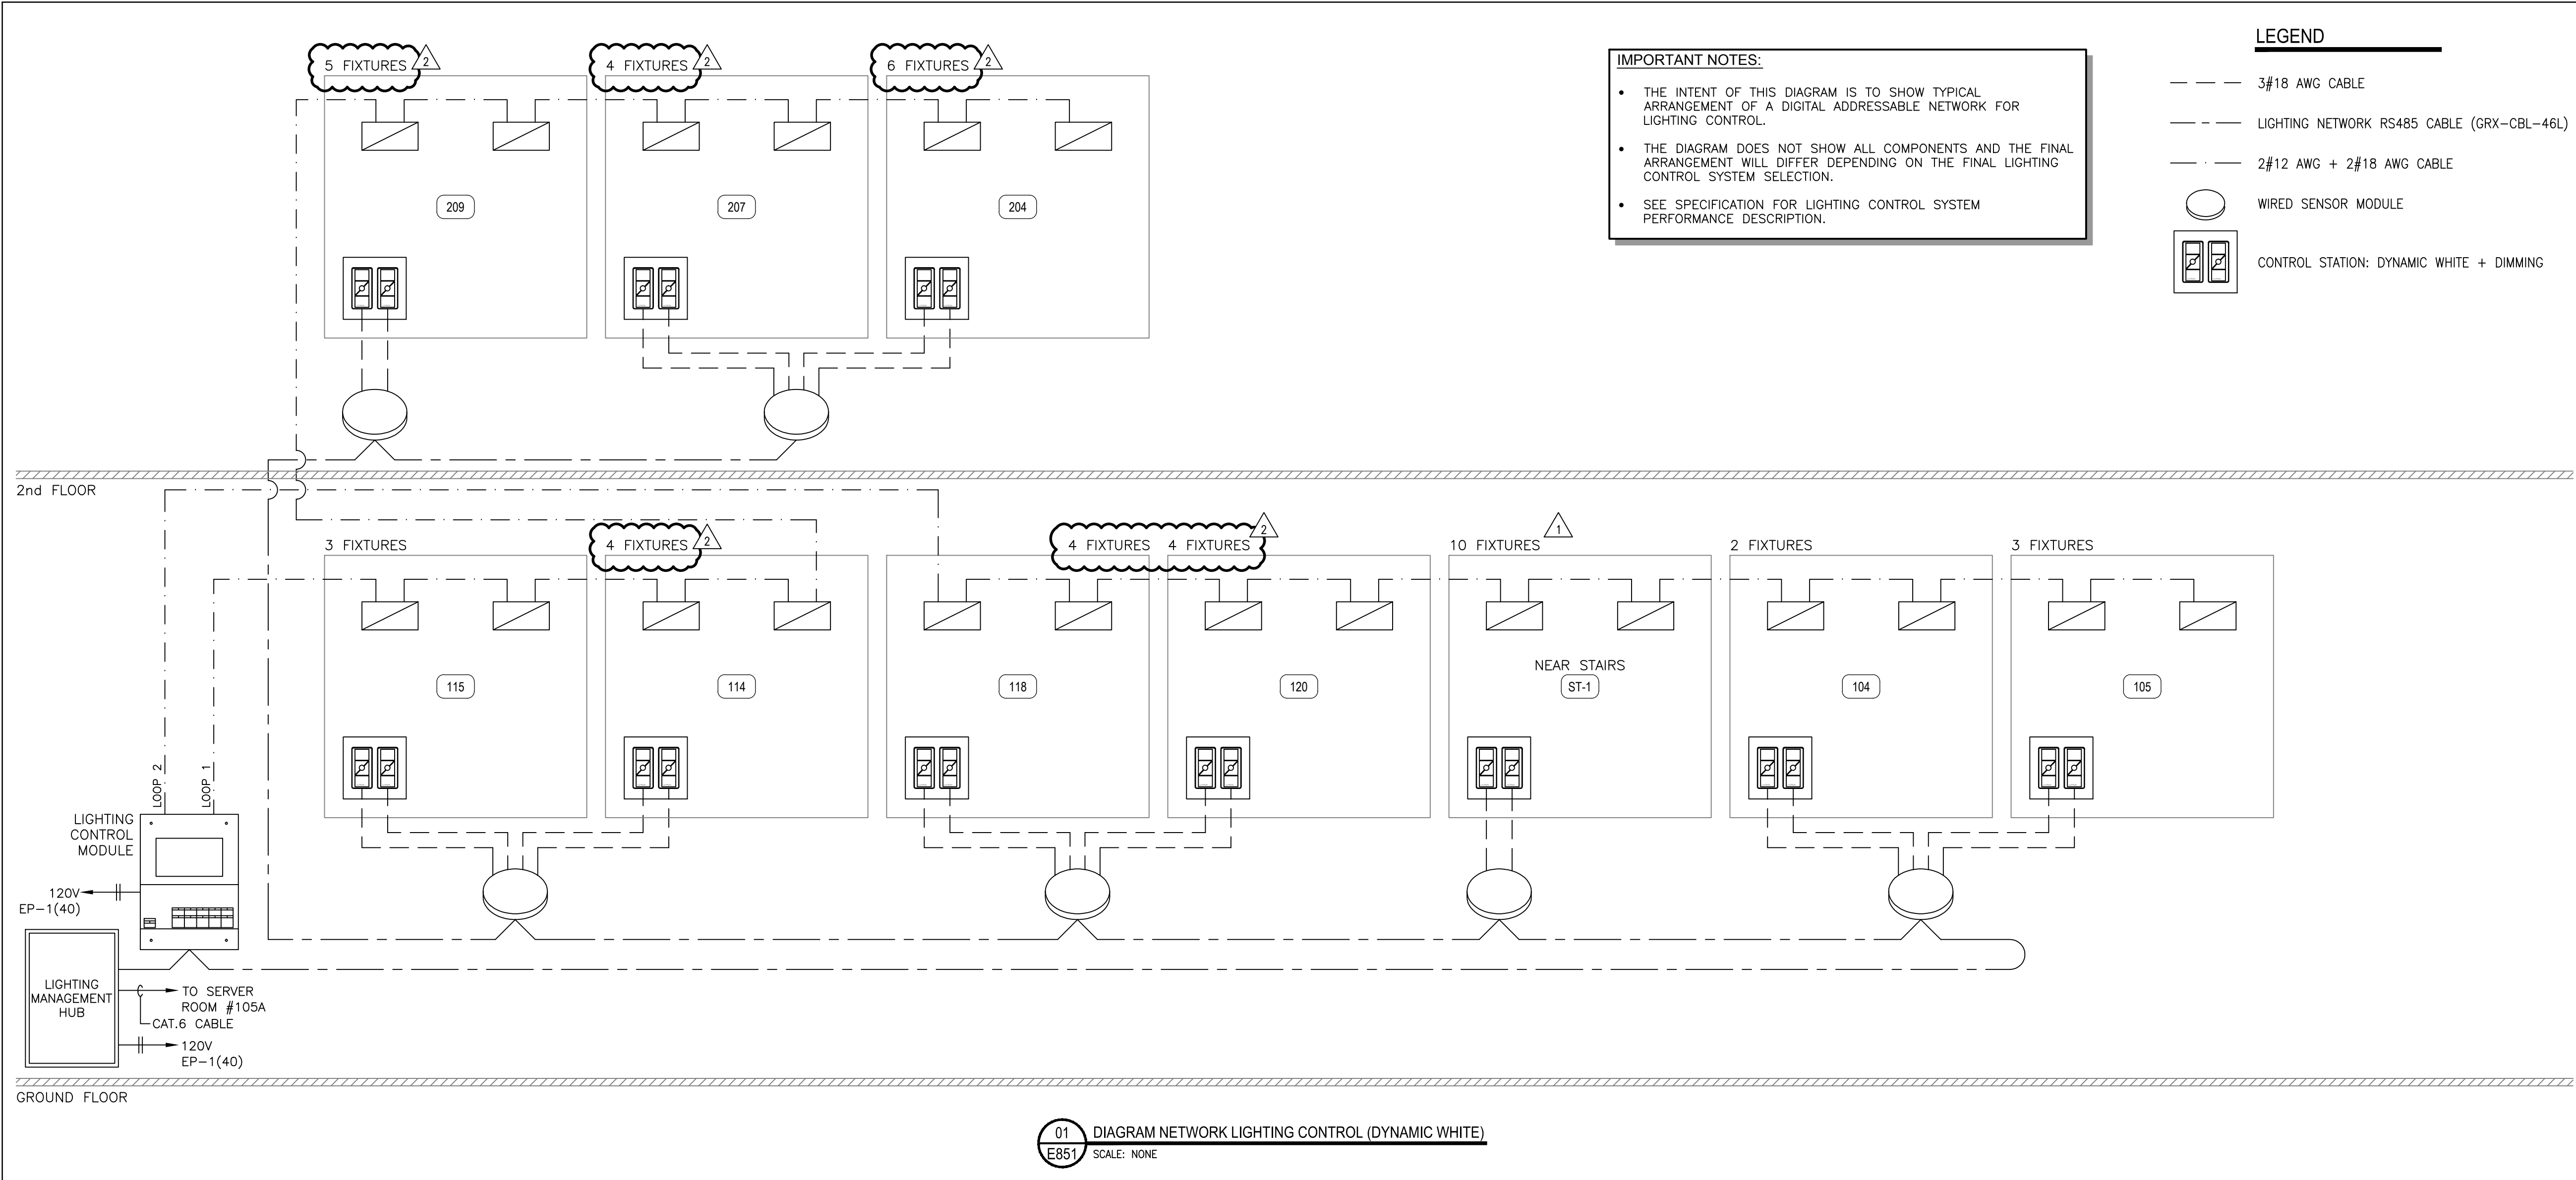 LEGEND
3#18 AWG CABLE
LIGHTING NETWORK RS485 CABLE (GRX-CBL-46L)
2#12 AWG + 2#18 AWG CABLE
WIRED SENSOR MODULE
CONTROL STATION: DYNAMIC WHITE + DIMMING
IMPORTANT NOTES:
• THE INTENT OF THIS DIAGRAM IS TO SHOW TYPICAL
ARRANGEMENT OF A DIGITAL ADDRESSABLE NETWORK FOR
LIGHTING CONTROL.
• THE DIAGRAM DOES NOT SHOW ALL COMPONENTS AND THE FINAL
ARRANGEMENT WILL DIFFER DEPENDING ON THE FINAL LIGHTING
CONTROL SYSTEM SELECTION.
• SEE SPECIFICATION FOR LIGHTING CONTROL SYSTEM
PERFORMANCE DESCRIPTION.
5 FIXTURES 2
4 FIXTURES 2
6 FIXTURES 2
209
207
204
2nd FLOOR
3 FIXTURES
4 FIXTURES 2
4 FIXTURES 4 FIXTURES 2
10 FIXTURES 1
2 FIXTURES
3 FIXTURES
115
114
118
120
NEAR STAIRS
ST-1
104
105
LOOP 2
LOOP 1
LIGHTING
CONTROL
MODULE
120V
EP-1(40)
LIGHTING
MANAGEMENT
HUB
TO SERVER
ROOM #105A
CAT.6 CABLE
120V
EP-1(40)
GROUND FLOOR
01
E851
DIAGRAM NETWORK LIGHTING CONTROL (DYNAMIC WHITE)
SCALE: NONE